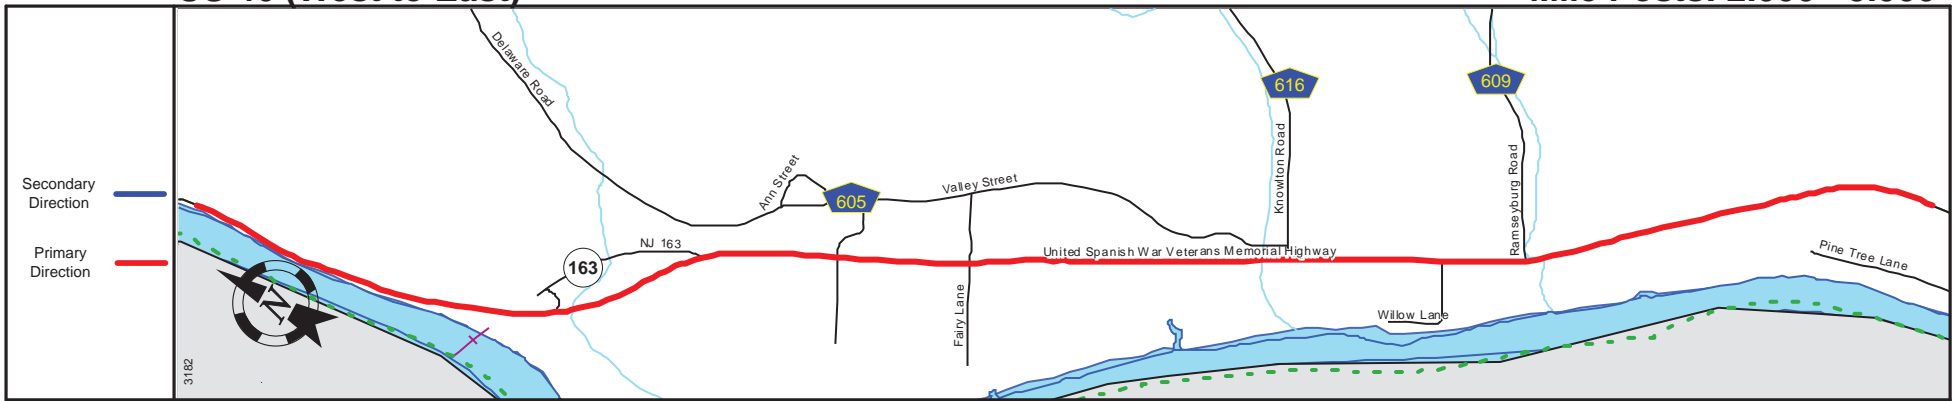 Secondary
Direction
Primary
Direction
Delaware Road
Ann Street
605
Valley Street
616
Knowlton Road
609
Ramseyburg Road
NJ 163
163
United Spanish War Veterans Memorial Highway
Fairy Lane
Willow Lane
Pine Tree Lane
N
3182